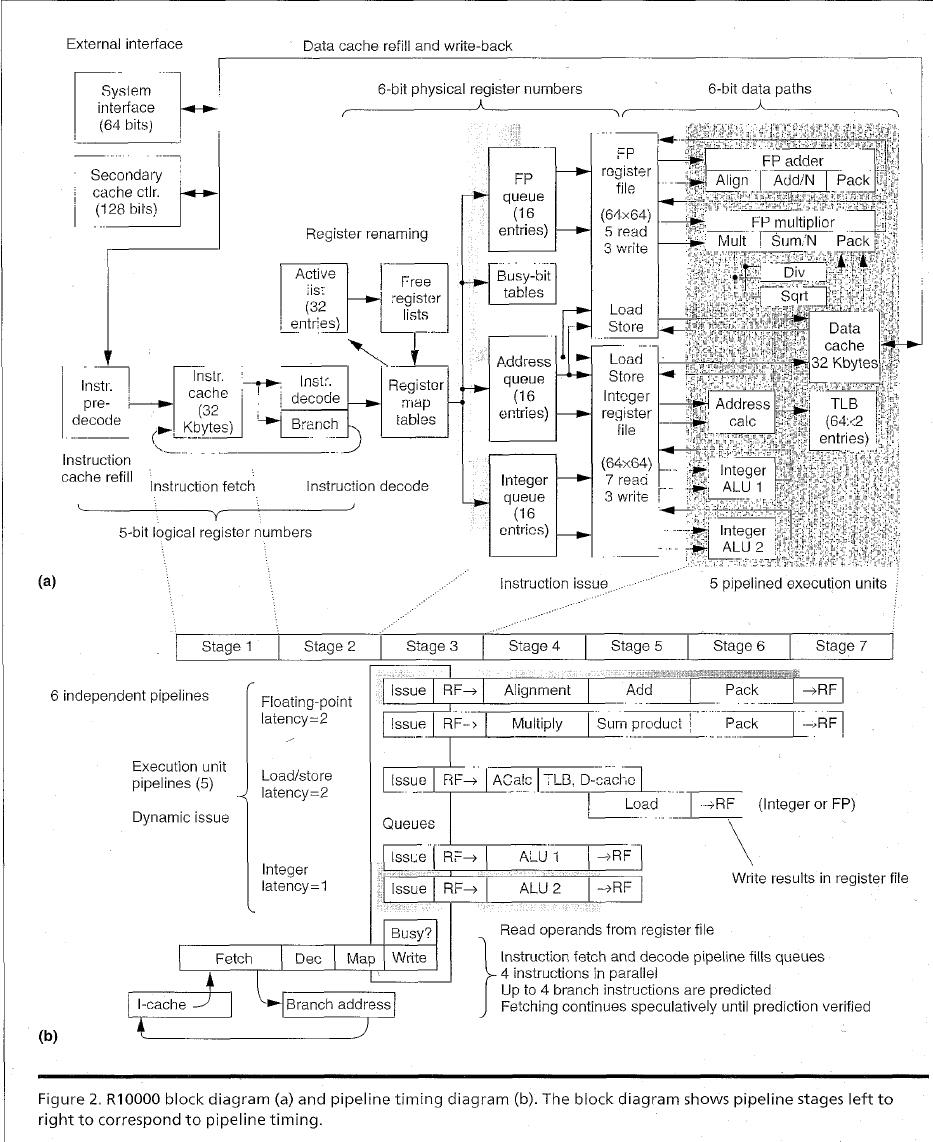 External interface
Data cache refill and write-back
System
interface
(64 bits)
Secondary
cache ctlr.
(128 bits)
6-bit physical register numbers
6-bit data paths
FP
queue
(16
entries)
FP
register
file
(64×64)
5 read
3 write
Load
Store
FP adder
Align
Add/N
Pack
FP multiplior
Mult
Sum/N
Pack
Div
Sqrt
Register renaming
Active
list
(32
entries)
Free
register
lists
Busy-bit
tables
Data
cache
32 Kbytes
Instr.
pre-
decode
Instr.
cache
(32
Kbytes)
Instr.
decode
Branch
Register
map
tables
Address
queue
(16
entries)
Load
Store
Integer
register
file
(64×64)
7 read
3 write
Address
calc
TLB
(64×2
entries)
Instruction
cache refill
Instruction fetch
Instruction decode
Integer
queue
(16
entries)
Integer
ALU 1
Integer
ALU 2
5-bit logical register numbers
(a)
Instruction issue
5 pipelined execution units
Stage 1
Stage 2
Stage 3
Stage 4
Stage 5
Stage 6
Stage 7
6 independent pipelines
Floating-point
latency=2
Issue
RF→
Alignment
Add
Pack
→RF
Issue
RF→
Multiply
Sum product
Pack
→RF
Execution unit
pipelines (5)
Dynamic issue
Load/store
latency=2
Issue
RF→
ACalc
TLB, D-cache
Load
→RF
(Integer or FP)
Queues
Integer
latency=1
Issue
RF→
ALU 1
→RF
Issue
RF→
ALU 2
→RF
Write results in register file
Busy?
Read operands from register file
Fetch
Dec
Map
Write
Instruction fetch and decode pipeline fills queues
4 instructions in parallel
Up to 4 branch instructions are predicted
Fetching continues speculatively until prediction verified
I-cache
Branch address
(b)
Figure 2. R10000 block diagram (a) and pipeline timing diagram (b). The block diagram shows pipeline stages left to
right to correspond to pipeline timing.